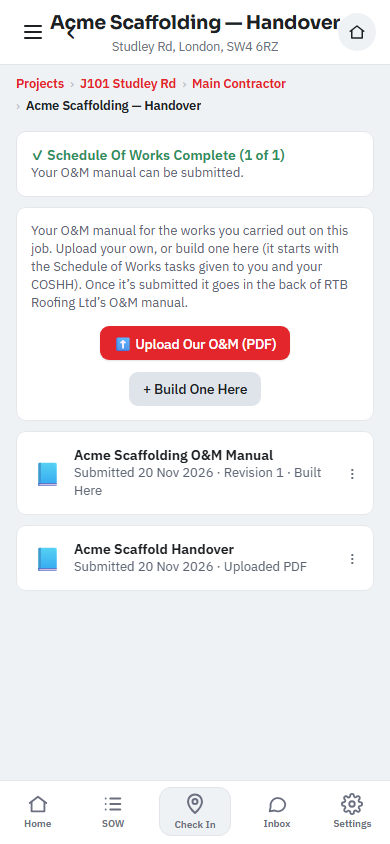 Acme Scaffolding — Handover
Studley Rd, London, SW4 6RZ
Projects › J101 Studley Rd › Main Contractor
› Acme Scaffolding — Handover
✓ Schedule Of Works Complete (1 of 1)
Your O&M manual can be submitted.
Your O&M manual for the works you carried out on this
job. Upload your own, or build one here (it starts with
the Schedule of Works tasks given to you and your
COSHH). Once it's submitted it goes in the back of RTB
Roofing Ltd's O&M manual.
⬆ Upload Our O&M (PDF)
+ Build One Here
Acme Scaffolding O&M Manual
Submitted 20 Nov 2026 · Revision 1 · Built
Here
Acme Scaffold Handover
Submitted 20 Nov 2026 · Uploaded PDF
Home
SOW
Check In
Inbox
Settings